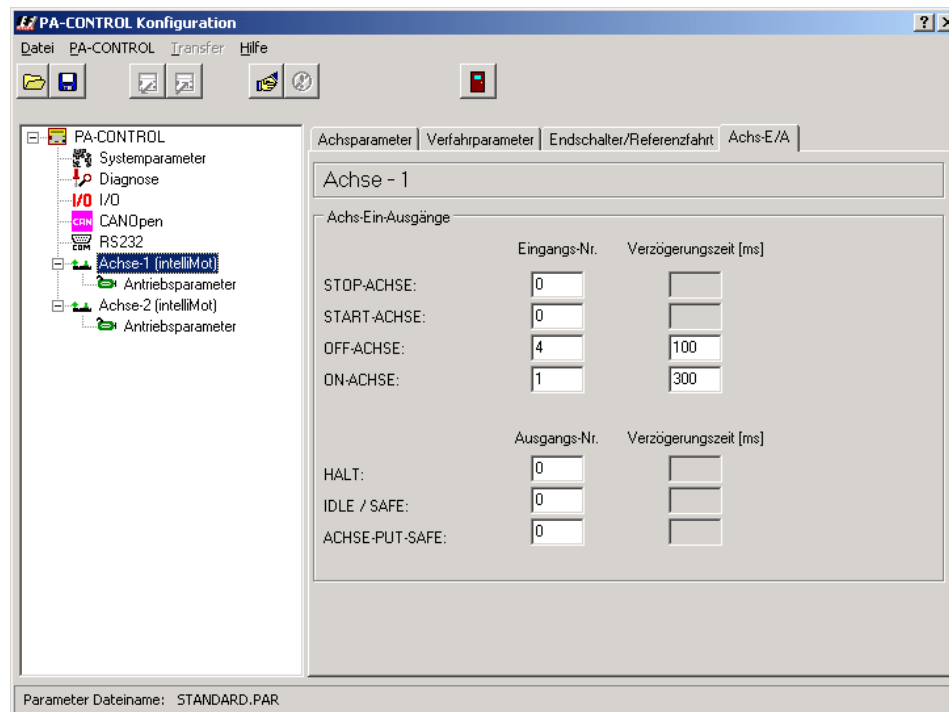 PA-CONTROL Konfiguration
Datei PA-CONTROL Transfer Hilfe
PA-CONTROL
Systemparameter
Diagnose
I/O I/O
CAN CANOpen
COM RS232
Achse-1 (intelliMot)
Antriebsparameter
Achse-2 (intelliMot)
Antriebsparameter
Achsparameter Verfahrparameter Endschalter/Referenzfahrt Achs-E/A
Achse - 1
Achs-Ein-Ausgänge
Eingangs-Nr. Verzögerungszeit [ms]
STOP-ACHSE: 0
START-ACHSE: 0
OFF-ACHSE: 4 100
ON-ACHSE: 1 300
Ausgangs-Nr. Verzögerungszeit [ms]
HALT: 0
IDLE / SAFE: 0
ACHSE-PUT-SAFE: 0
Parameter Dateiname: STANDARD.PAR